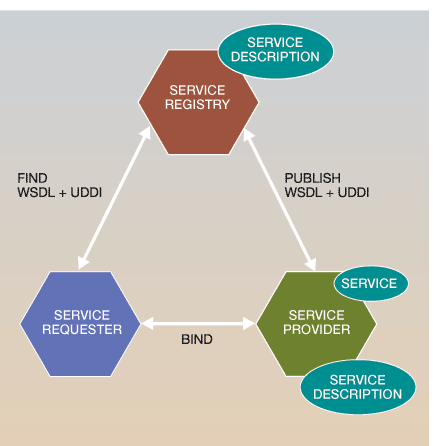 SERVICE
DESCRIPTION
SERVICE
REGISTRY
FIND
WSDL + UDDI
PUBLISH
WSDL + UDDI
SERVICE
SERVICE
REQUESTER
BIND
SERVICE
PROVIDER
SERVICE
DESCRIPTION